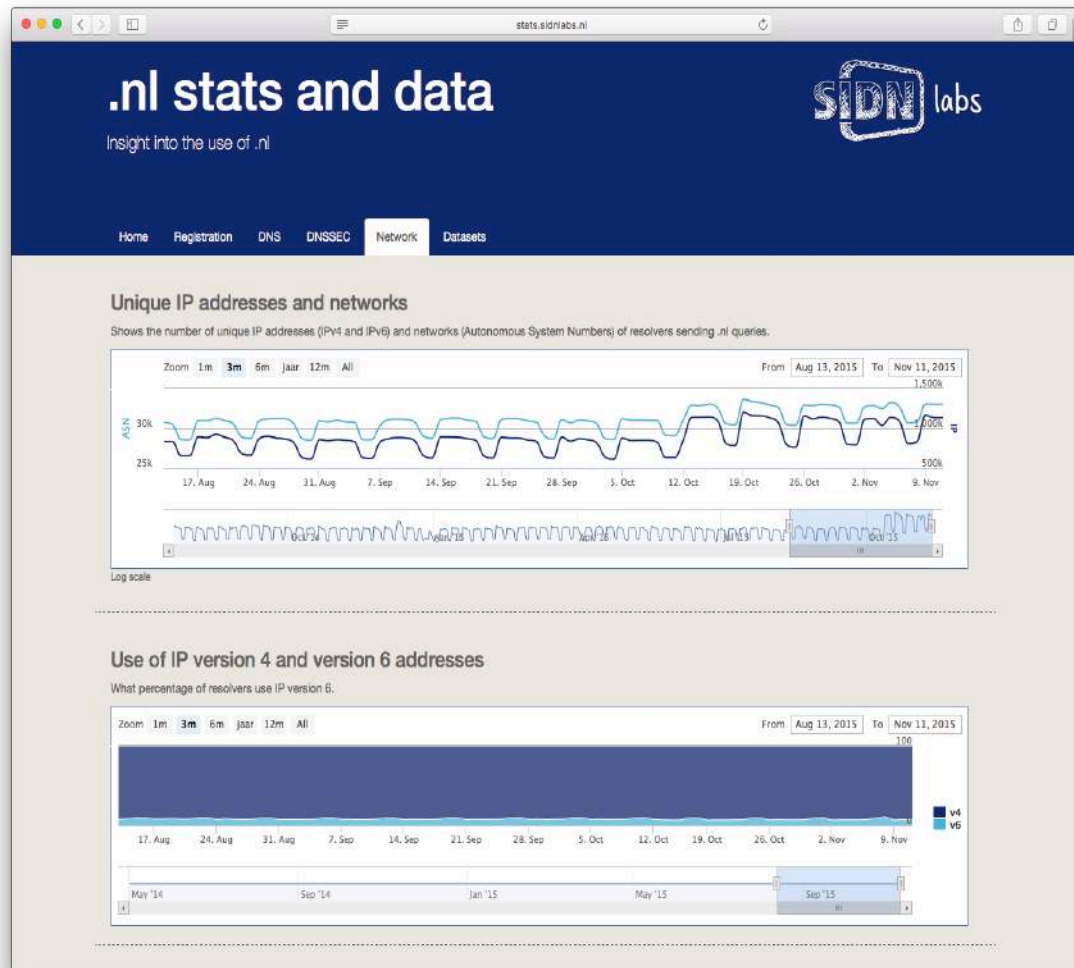 stats.sidnlabs.nl
.nl stats and data
SIDN labs
Insight into the use of .nl
Home Registration DNS DNSSEC Network Datasets
Unique IP addresses and networks
Shows the number of unique IP addresses (IPv4 and IPv6) and networks (Autonomous System Numbers) of resolvers sending .nl queries.
Zoom 1m 3m 6m jaar 12m All From Aug 13, 2015 To Nov 11, 2015
1,500k
ASN 30k 1,000k IP
25k 500k
17. Aug 24. Aug 31. Aug 7. Sep 14. Sep 21. Sep 28. Sep 5. Oct 12. Oct 19. Oct 26. Oct 2. Nov 9. Nov
Log scale
Use of IP version 4 and version 6 addresses
What percentage of resolvers use IP version 6.
Zoom 1m 3m 6m jaar 12m All From Aug 13, 2015 To Nov 11, 2015
100
v4
0 v6
17. Aug 24. Aug 31. Aug 7. Sep 14. Sep 21. Sep 28. Sep 5. Oct 12. Oct 19. Oct 26. Oct 2. Nov 9. Nov
May '14 Sep '14 Jan '15 May '15 Sep '15